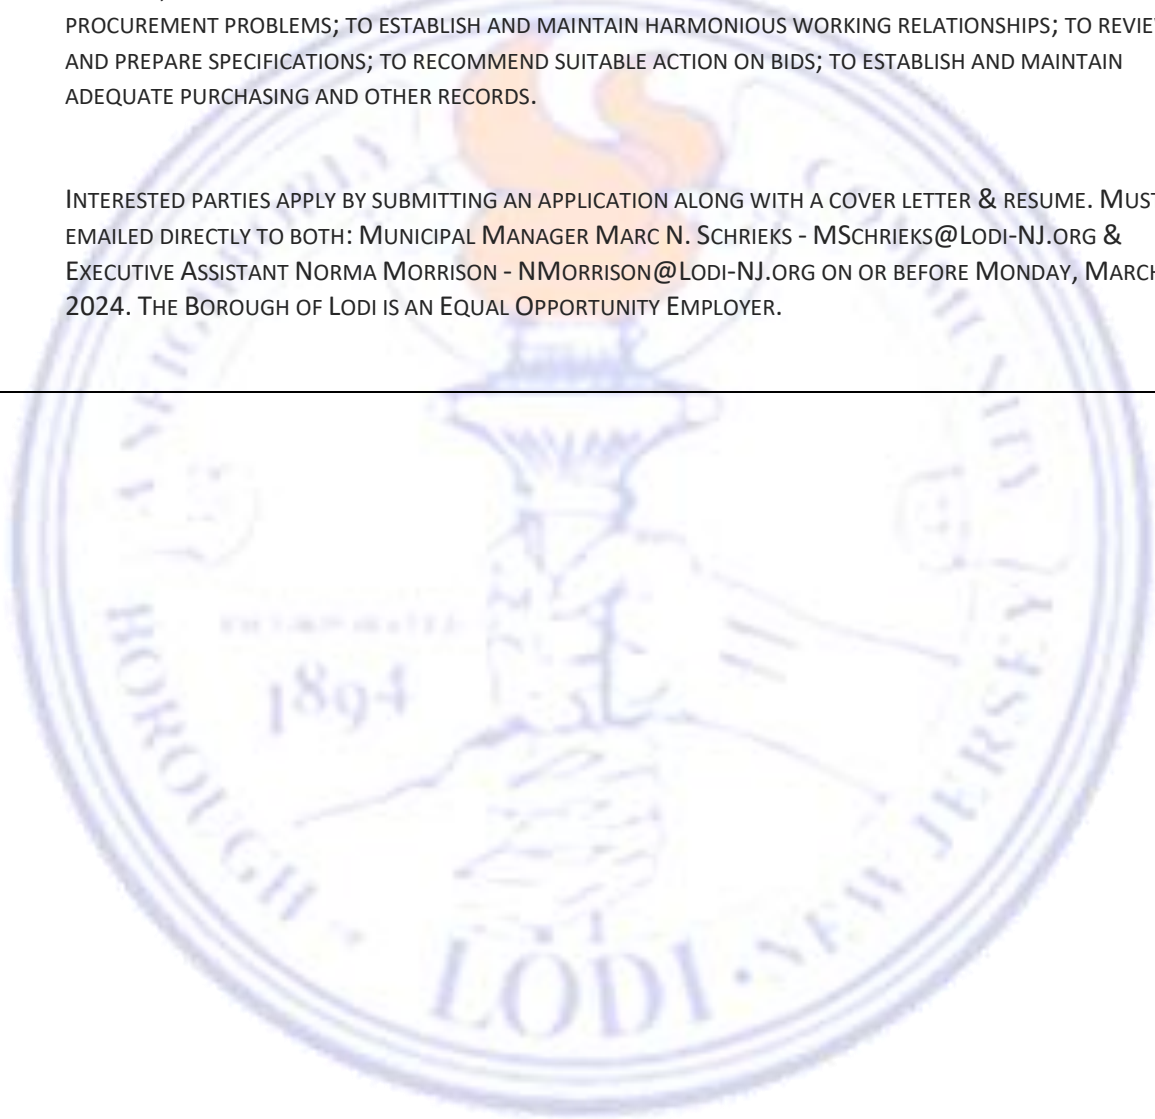 PROCUREMENT PROBLEMS; TO ESTABLISH AND MAINTAIN HARMONIOUS WORKING RELATIONSHIPS; TO REVIE
AND PREPARE SPECIFICATIONS; TO RECOMMEND SUITABLE ACTION ON BIDS; TO ESTABLISH AND MAINTAIN
ADEQUATE PURCHASING AND OTHER RECORDS.
INTERESTED PARTIES APPLY BY SUBMITTING AN APPLICATION ALONG WITH A COVER LETTER & RESUME. MUST
EMAILED DIRECTLY TO BOTH: MUNICIPAL MANAGER MARC N. SCHRIEKS - MSCHRIEKS@LODI-NJ.ORG &
EXECUTIVE ASSISTANT NORMA MORRISON - NMORRISON@LODI-NJ.ORG ON OR BEFORE MONDAY, MARCH
2024. THE BOROUGH OF LODI IS AN EQUAL OPPORTUNITY EMPLOYER.
A NEIGHBORLY COMMUNITY
1894
BOROUGH • LODI • NEW JERSEY